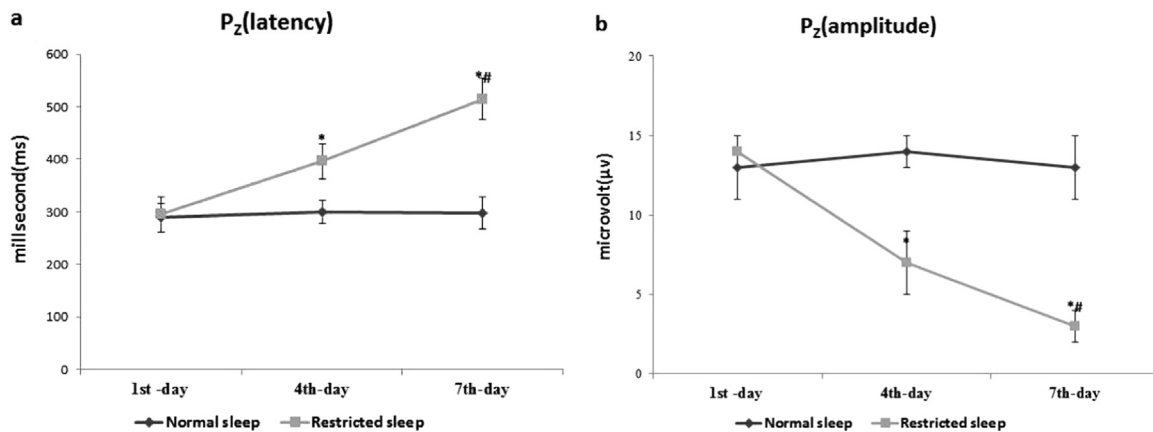 a
P_Z(latency)
millsecond(ms)
600
500
400
300
200
100
0
*
*,#
1st -day 4th-day 7th-day
Normal sleep Restricted sleep
b
P_Z(amplitude)
microvolt(μv)
20
15
10
5
0
*
*,#
1st -day 4th-day 7th-day
Normal sleep Restricted sleep